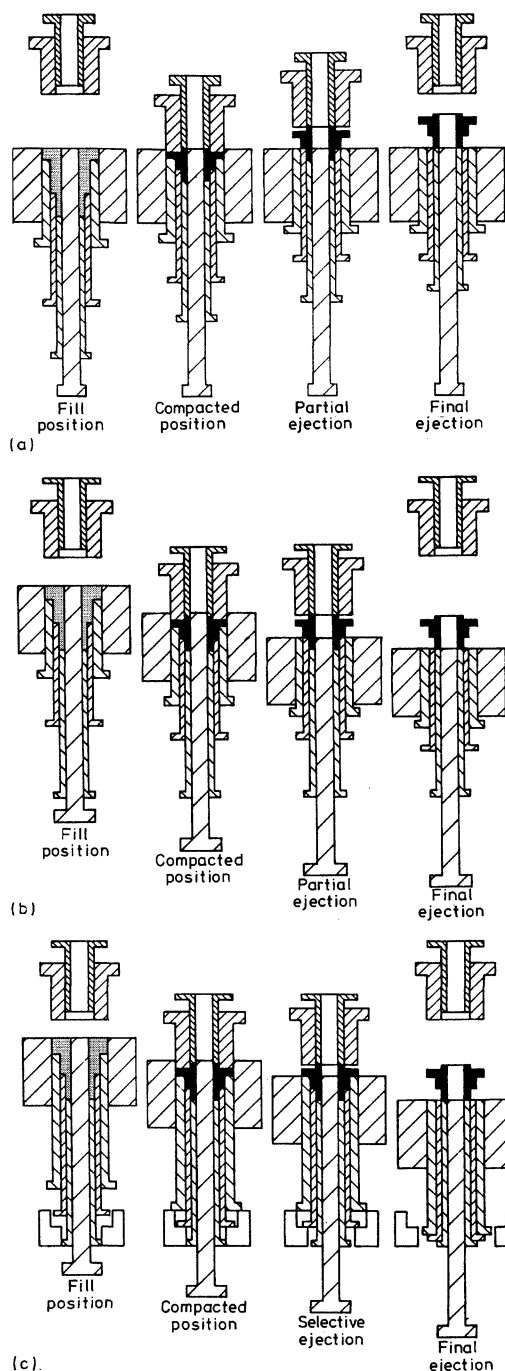 Fill
position
Compacted
position
Partial
ejection
Final
ejection
(a)
Fill
position
Compacted
position
Partial
ejection
Final
ejection
(b)
Fill
position
Compacted
position
Selective
ejection
Final
ejection
(c).